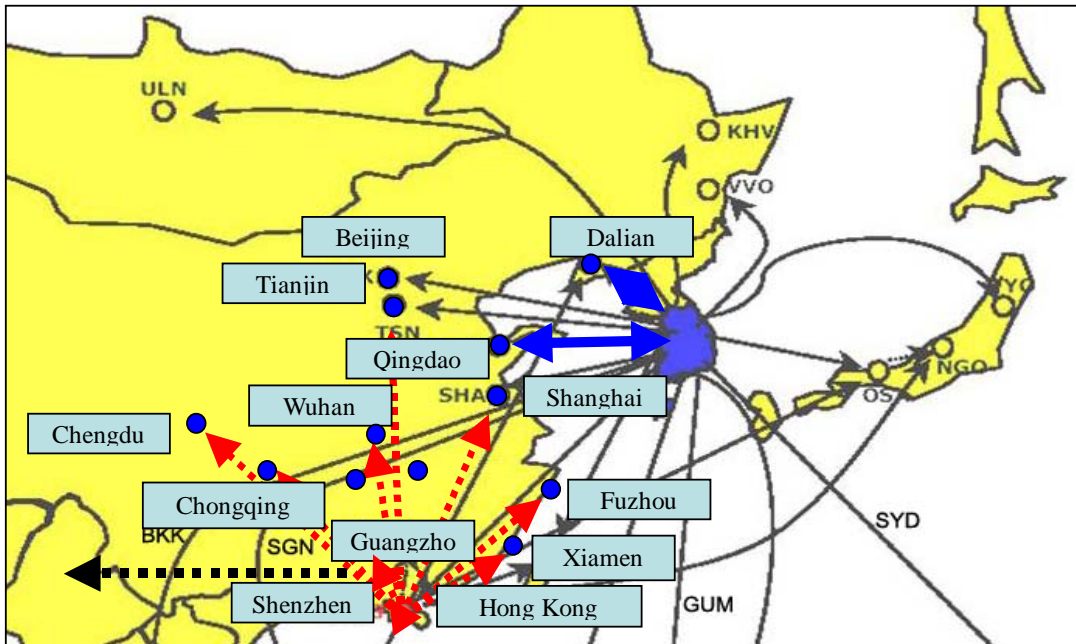 ULN
KHV
VVO
Beijing
Dalian
Tianjin
TSN
Qingdao
NGO
OS
SHA
Shanghai
Wuhan
Chengdu
Chongqing
Fuzhou
BKK
SGN
Guangzho
SYD
Xiamen
Shenzhen
Hong Kong
GUM